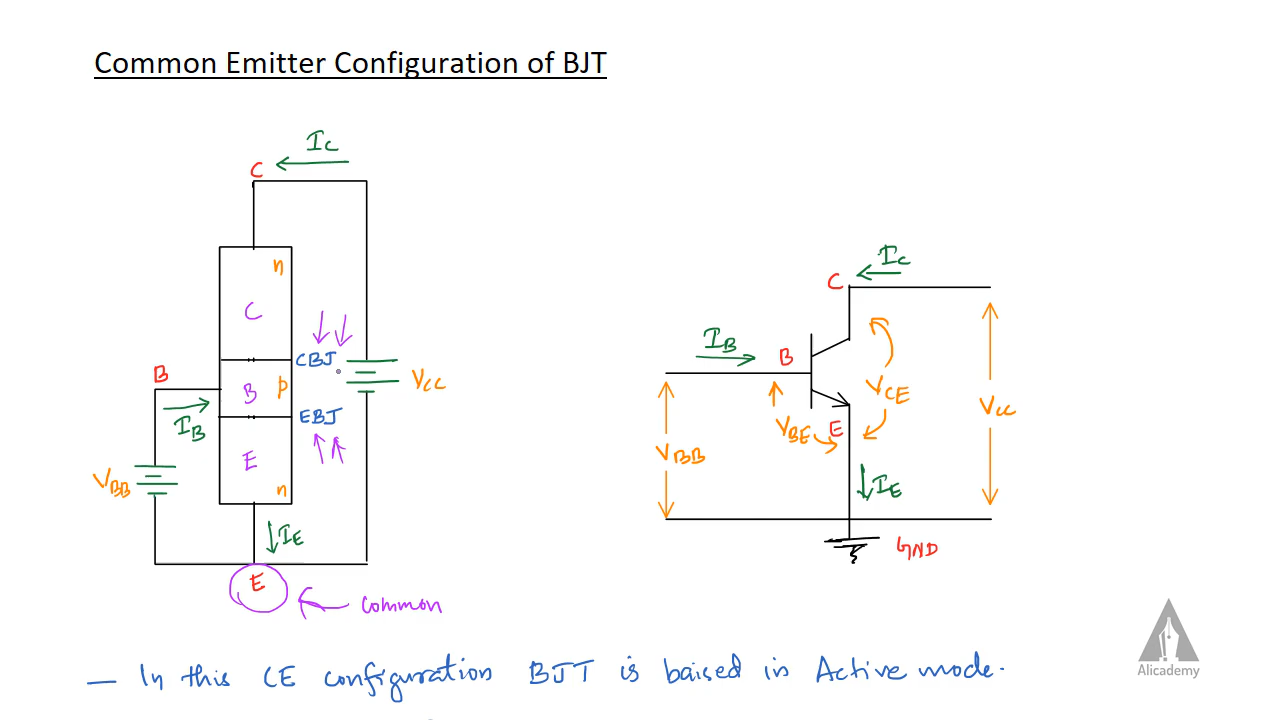 Common Emitter Configuration of BJT
IC
C
n
C
CBJ
B
B
p
VCC
IB
EBJ
E
VBB
n
IE
E
Common
IC
C
IB
B
VCE
VCC
VBE
E
VBB
IE
GND
Alicademy
— In this CE configuration BJT is baised in Active mode.